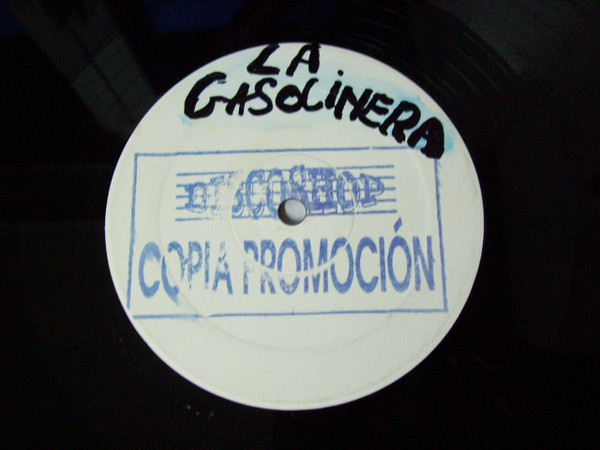 LA
GASOLINERA
DISCOSHOP
COPIA PROMOCIÓN